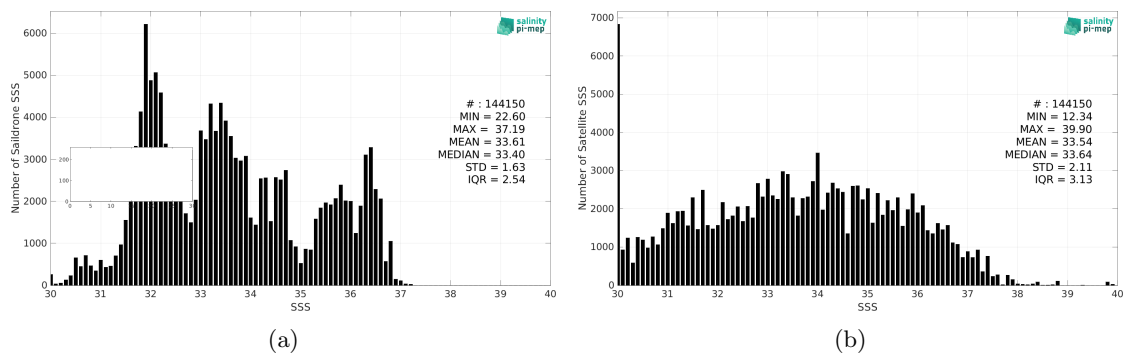 salinity
pi-mep
6000
5000
4000
3000
2000
1000
0
Number of Saildrone SSS
# : 144150
MIN = 22.60
MAX = 37.19
MEAN = 33.61
MEDIAN = 33.40
STD = 1.63
IQR = 2.54
200
100
0
0 5 10 15 20 25 30
30 31 32 33 34 35 36 37 38 39 40
SSS
(a)
salinity
pi-mep
7000
6000
5000
4000
3000
2000
1000
0
Number of Satellite SSS
# : 144150
MIN = 12.34
MAX = 39.90
MEAN = 33.54
MEDIAN = 33.64
STD = 2.11
IQR = 3.13
30 31 32 33 34 35 36 37 38 39 40
SSS
(b)